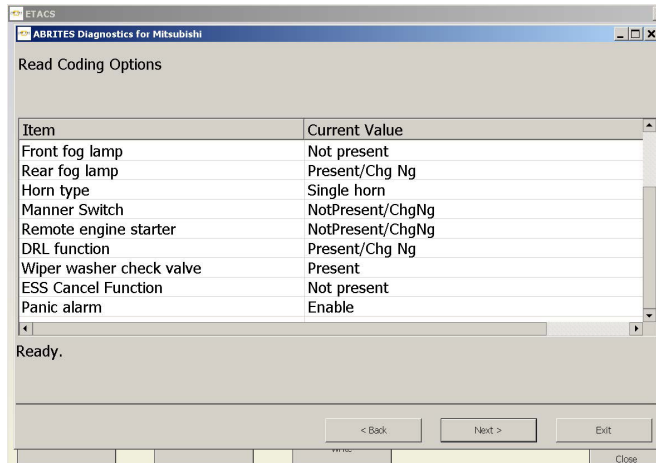 ETACS
ABRITES Diagnostics for Mitsubishi
Read Coding Options
Item Current Value
Front fog lamp Not present
Rear fog lamp Present/Chg Ng
Horn type Single horn
Manner Switch NotPresent/ChgNg
Remote engine starter NotPresent/ChgNg
DRL function Present/Chg Ng
Wiper washer check valve Present
ESS Cancel Function Not present
Panic alarm Enable
Ready.
< Back Next > Exit
Close